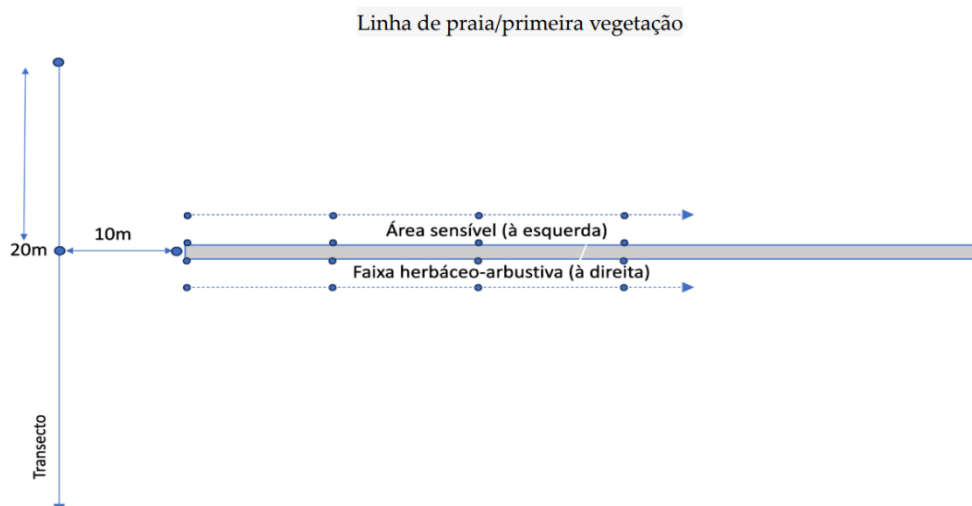 Linha de praia/primeira vegetação
10m
Área sensível (à esquerda)
20m
Faixa herbáceo-arbustiva (à direita)
Transecto